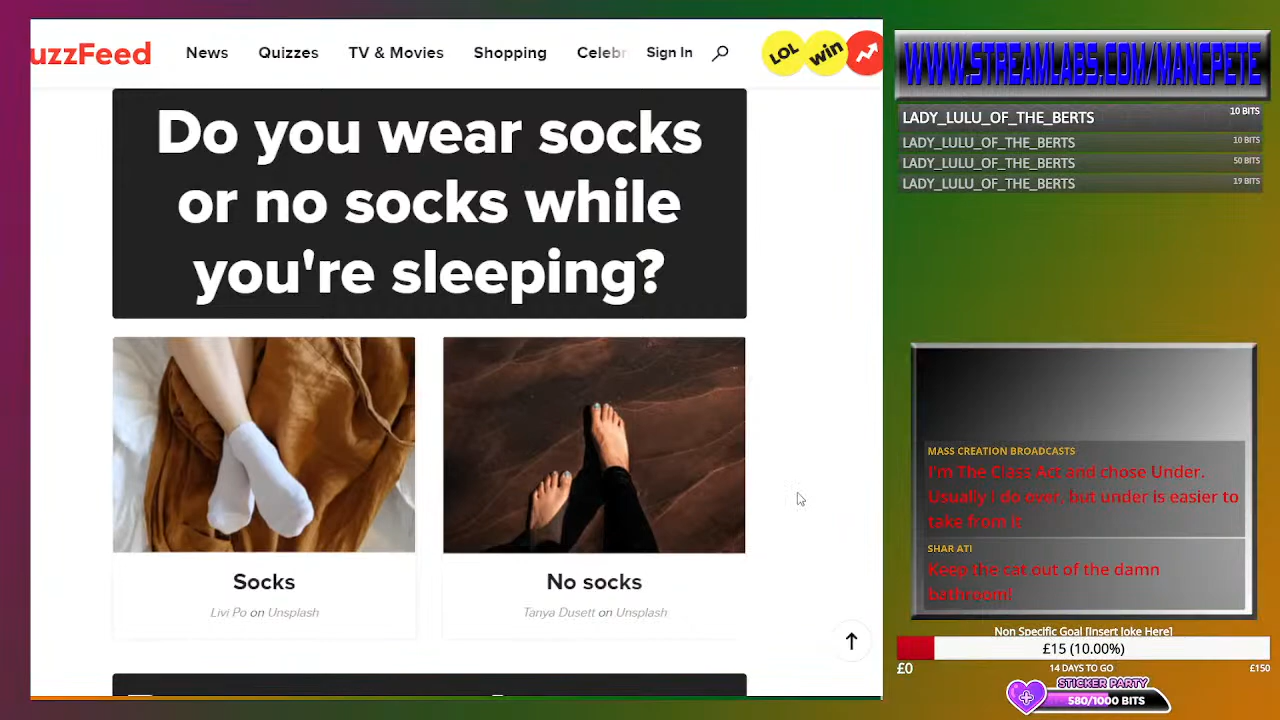 uzzFeed
News
Quizzes
TV & Movies
Shopping
Celebr
Sign In
LOL
win
Do you wear socks
or no socks while
you're sleeping?
Socks
Livi Po on Unsplash
No socks
Tanya Dusett on Unsplash
WWW.STREAMLABS.COM/MANCPETE
LADY_LULU_OF_THE_BERTS 10 BITS
LADY_LULU_OF_THE_BERTS 10 BITS
LADY_LULU_OF_THE_BERTS 50 BITS
LADY_LULU_OF_THE_BERTS 19 BITS
MASS CREATION BROADCASTS
I'm The Class Act and chose Under.
Usually I do over, but under is easier to
take from it
SHAR ATI
Keep the cat out of the damn
bathroom!
Non Specific Goal [Insert Joke Here]
£15 (10.00%)
£0 14 DAYS TO GO £150
STICKER PARTY
580/1000 BITS